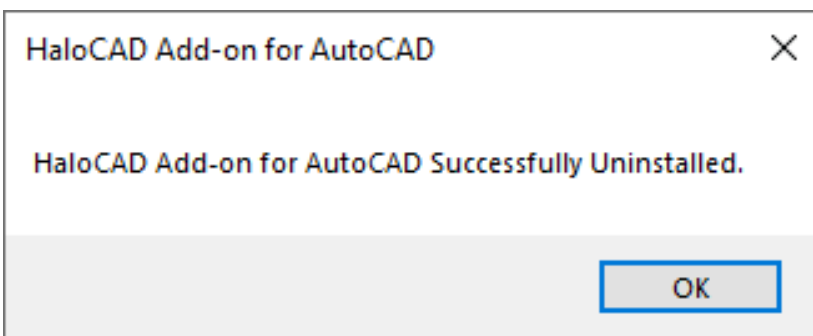 HaloCAD Add-on for AutoCAD
HaloCAD Add-on for AutoCAD Successfully Uninstalled.
OK